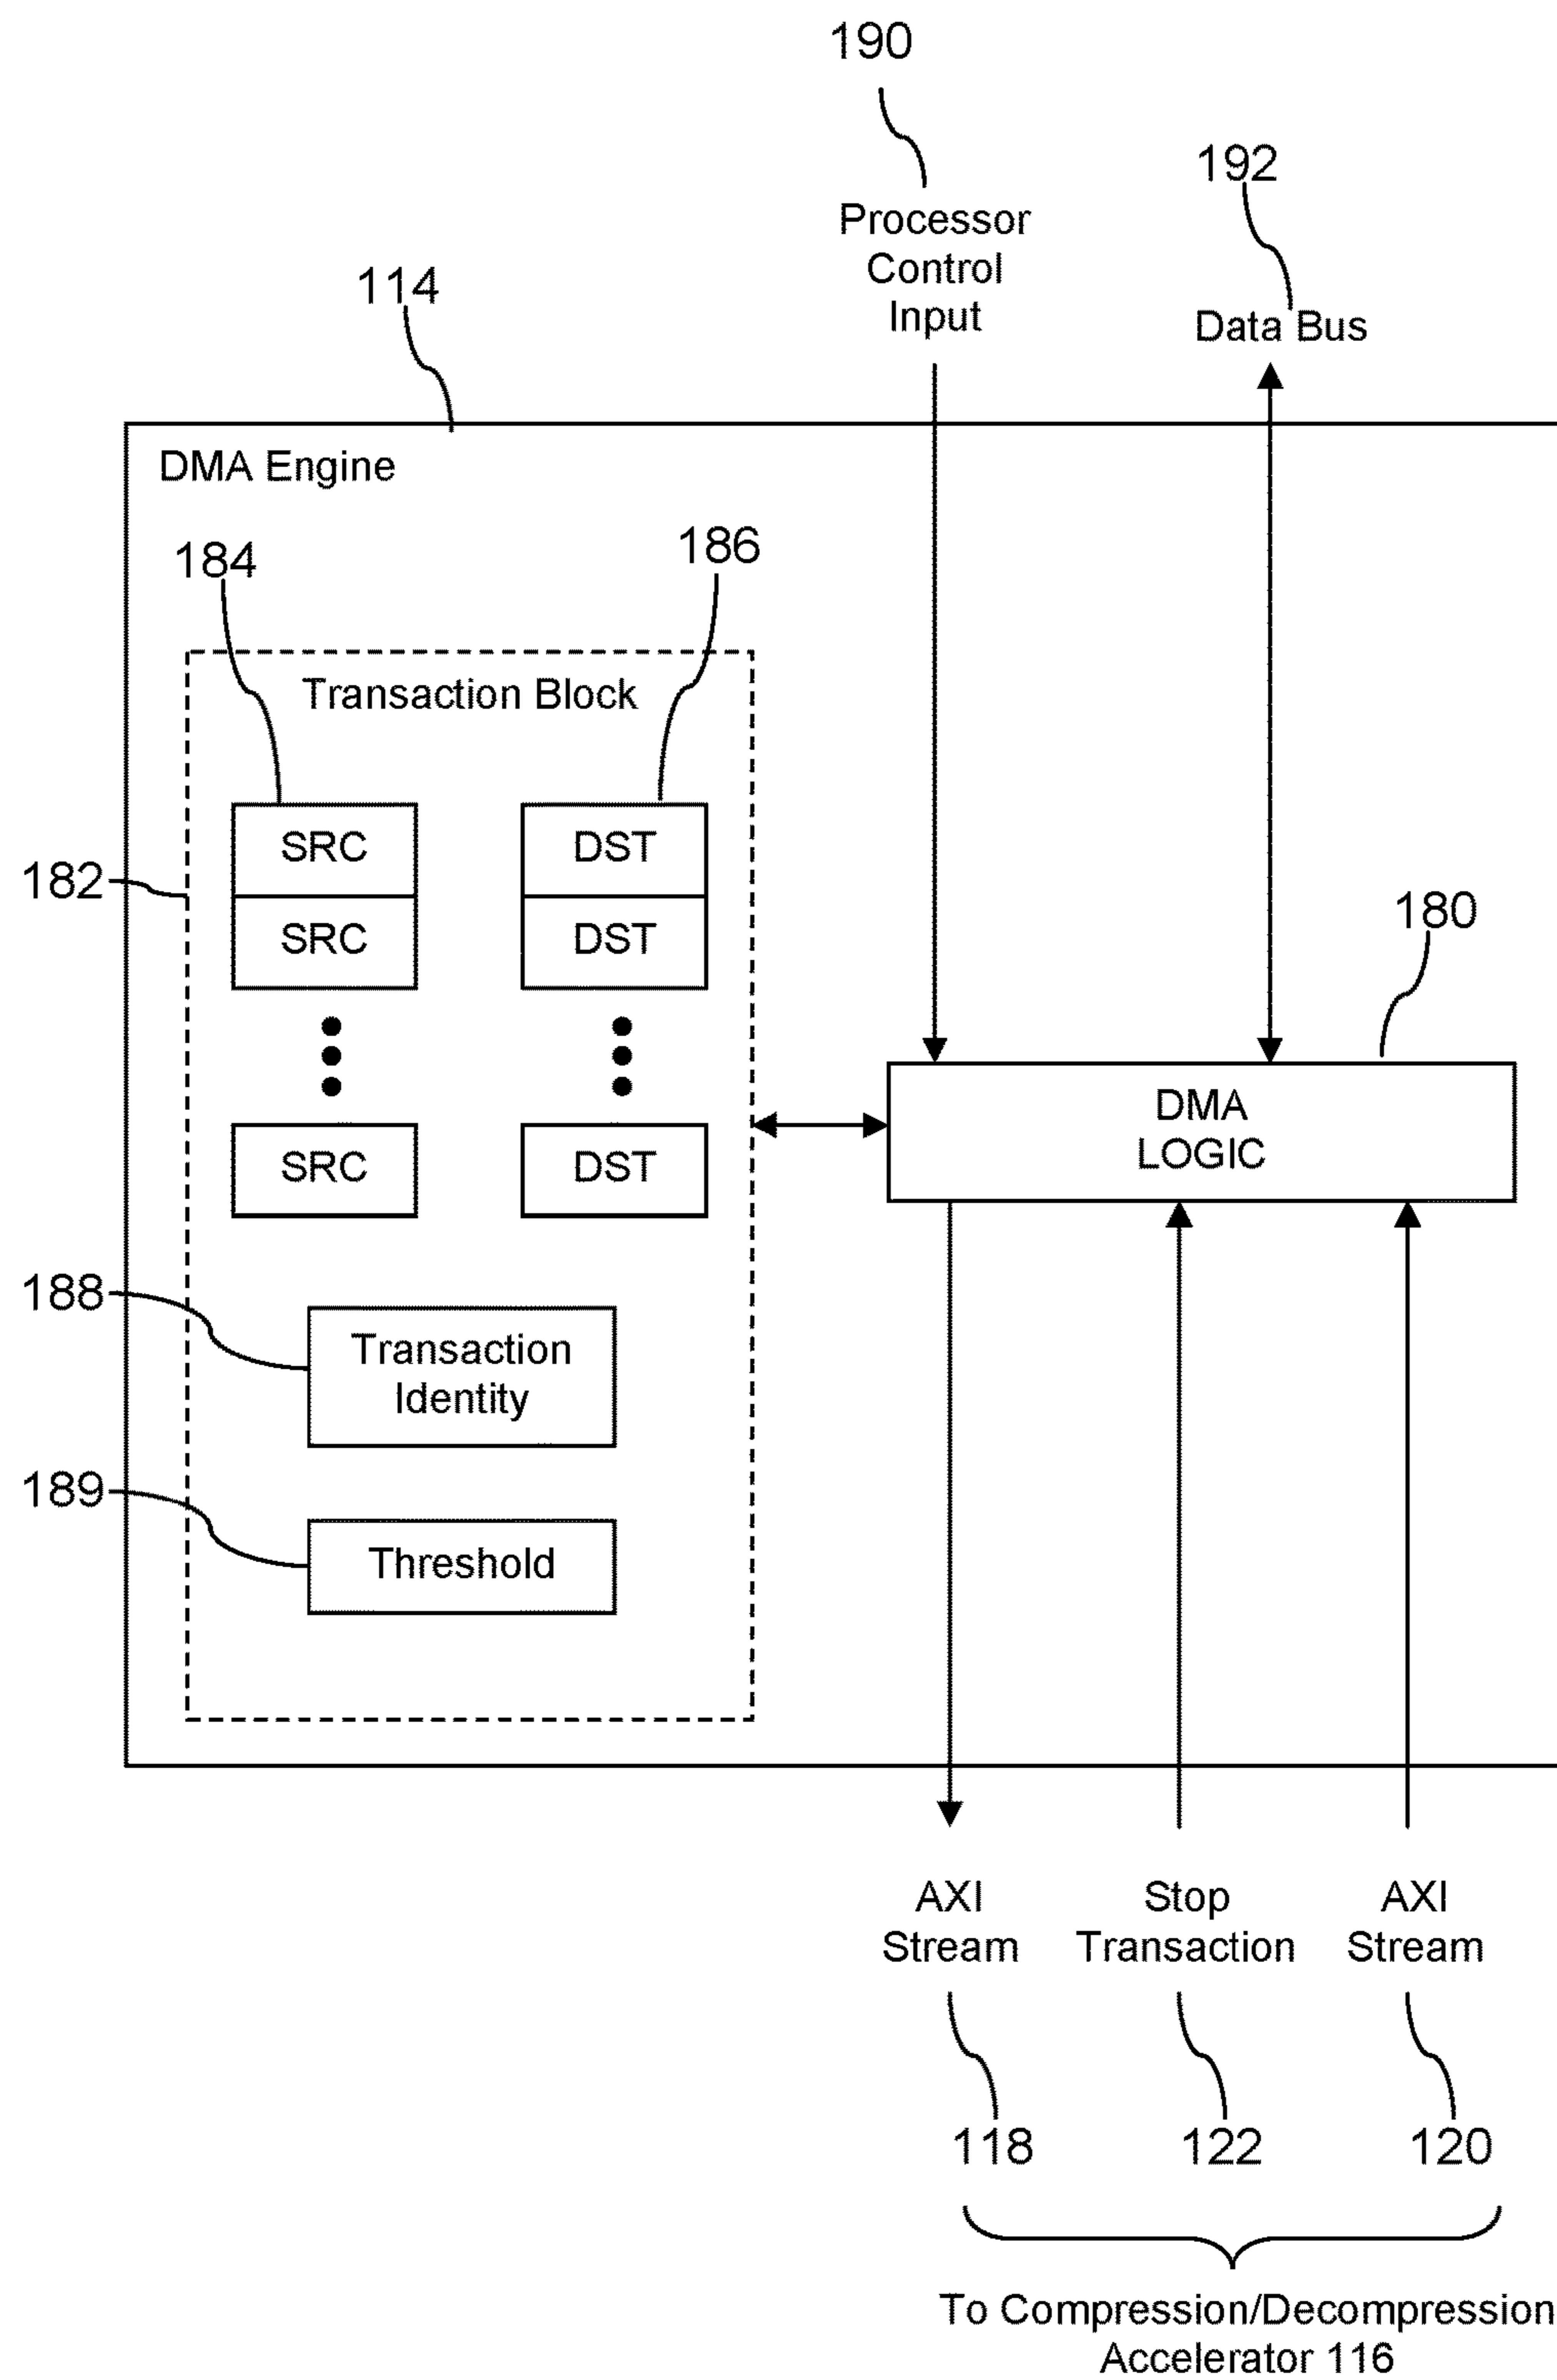 190
192
Processor
Control
Input
Data Bus
114
DMA Engine
184
186
Transaction Block
SRC
DST
182
SRC
DST
180
DMA
LOGIC
SRC
DST
188
Transaction
Identity
189
Threshold
AXI
Stream
Stop
Transaction
AXI
Stream
118
122
120
To Compression/Decompression
Accelerator 116